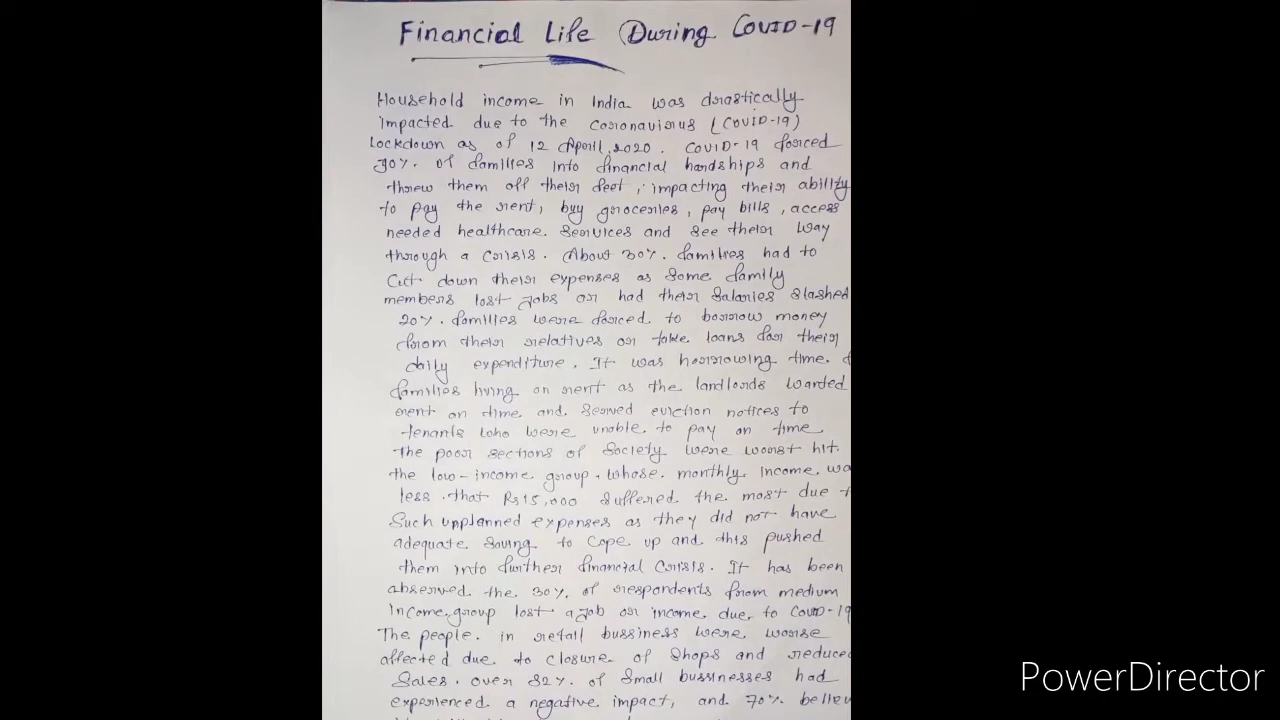 Financial Life During COVID-19
Household income in India was drastically
impacted due to the coronavirus (COVID-19)
Lockdown as of 12 April, 2020. COVID-19 forced
of families into financial hardships and
threw them off their feet, impacting their ability
to pay the rent, buy groceries, pay bills, access
needed healthcare. Services and see their way
through a crisis. About 30%. families had to
Cut down their expenses as some family
members lost Jobs or had their salaries slashed
20%. families were forced to borrow money
from their relatives or take loans for their
daily expenditure. It was horrowing time.
families living on rent as the landlords wanted
rent on time and served eviction notices to
tenants who were unable to pay on time
The poor sections of Society were worst hit.
the low-income group. whose. monthly income wa
less. that Rs15,000 suffered the most due t
Such unplanned expenses as they did not have
adequate saving to cope up and this pushed
them into further financial crisis. It has been
observed the 30%. of respondents from medium
Income group lost a Job or income due to COVID-19
The people. in retail bussiness were worse
affected due to closure of shops and reduced
Sales. over 82%. of small bussinesses had
experienced a negative impact, and 70% believ
PowerDirector